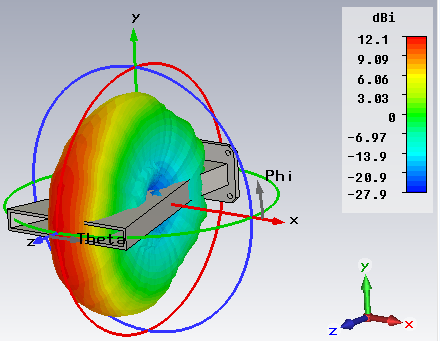 dBi
12.1
9.09
6.06
3.03
0
-6.97
-13.9
-20.9
-27.9
y
Phi
x
z
Theta
y
x
z